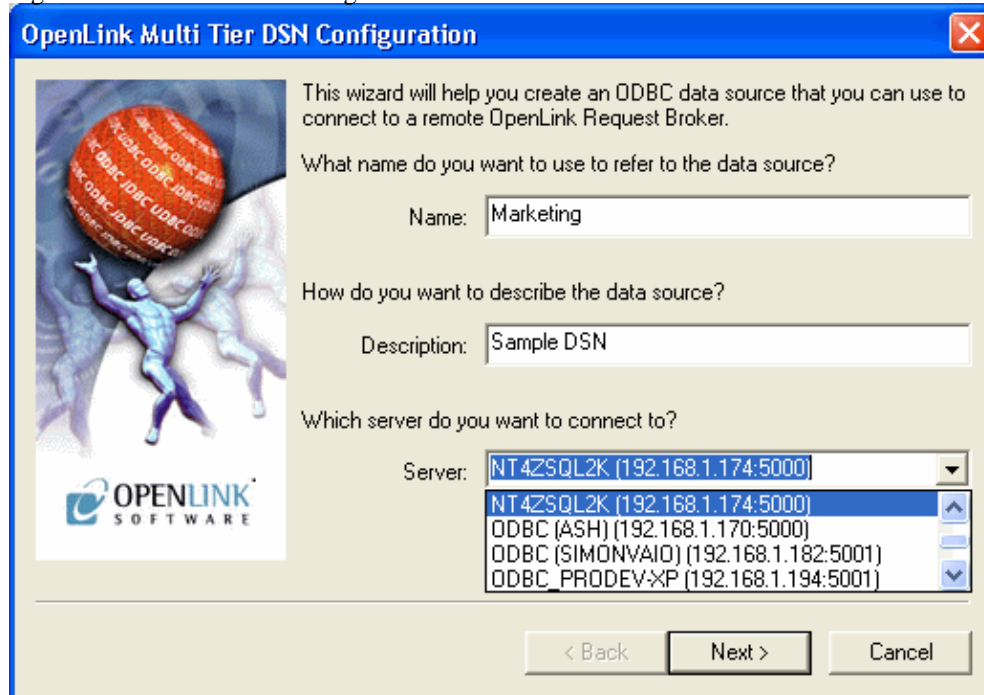 OpenLink Multi Tier DSN Configuration
This wizard will help you create an ODBC data source that you can use to
connect to a remote OpenLink Request Broker.
What name do you want to use to refer to the data source?
Name:
Marketing
How do you want to describe the data source?
Description:
Sample DSN
Which server do you want to connect to?
Server:
NT4ZSQL2K (192.168.1.174:5000)
NT4ZSQL2K (192.168.1.174:5000)
ODBC (ASH) (192.168.1.170:5000)
ODBC (SIMONVAIO) (192.168.1.182:5001)
ODBC_PRODEV-XP (192.168.1.194:5001)
OPENLINK
SOFTWARE
< Back
Next >
Cancel